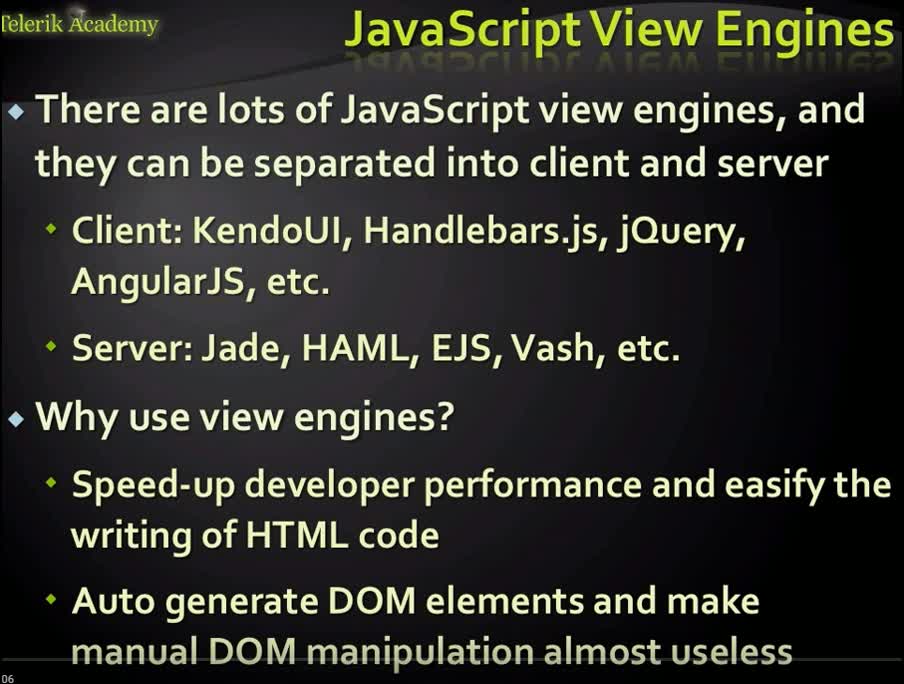 Telerik Academy
JavaScript View Engines
There are lots of JavaScript view engines, and
they can be separated into client and server
Client: KendoUI, Handlebars.js, jQuery,
AngularJS, etc.
Server: Jade, HAML, EJS, Vash, etc.
Why use view engines?
Speed-up developer performance and easify the
writing of HTML code
Auto generate DOM elements and make
manual DOM manipulation almost useless
06